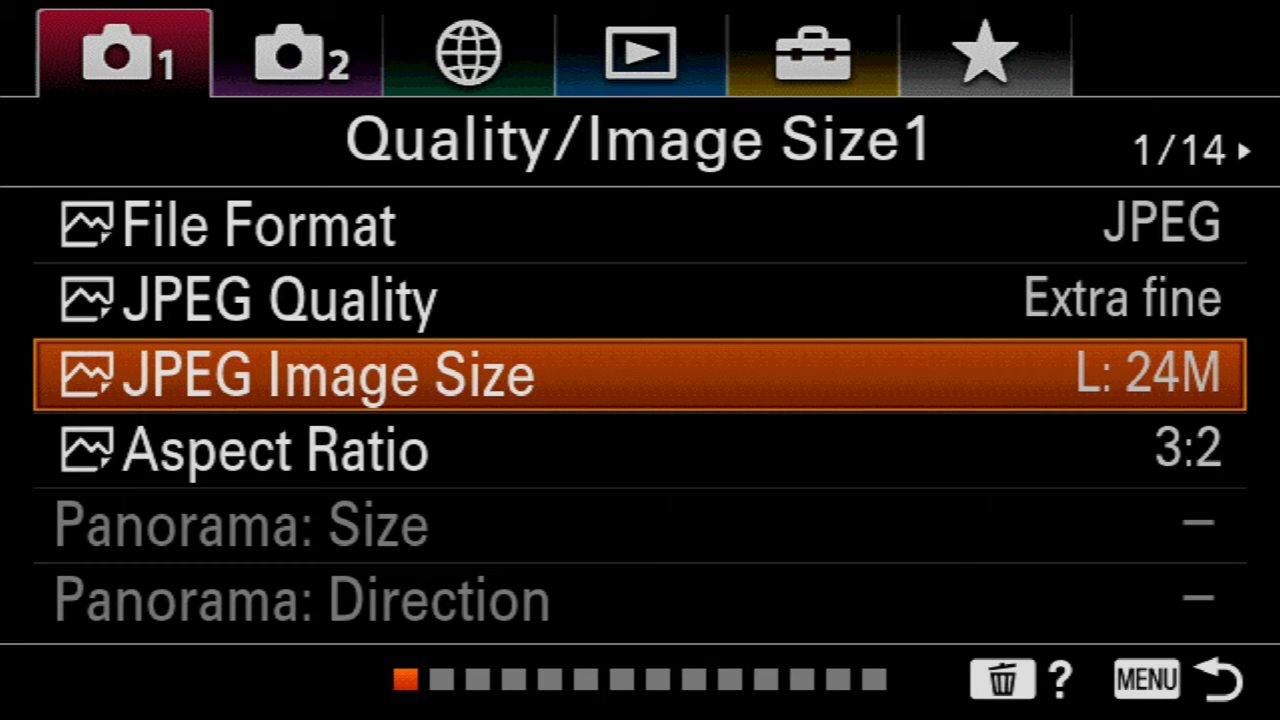 1 2
Quality/Image Size1 1/14
File Format JPEG
JPEG Quality Extra fine
JPEG Image Size L: 24M
Aspect Ratio 3:2
Panorama: Size –
Panorama: Direction –
? MENU